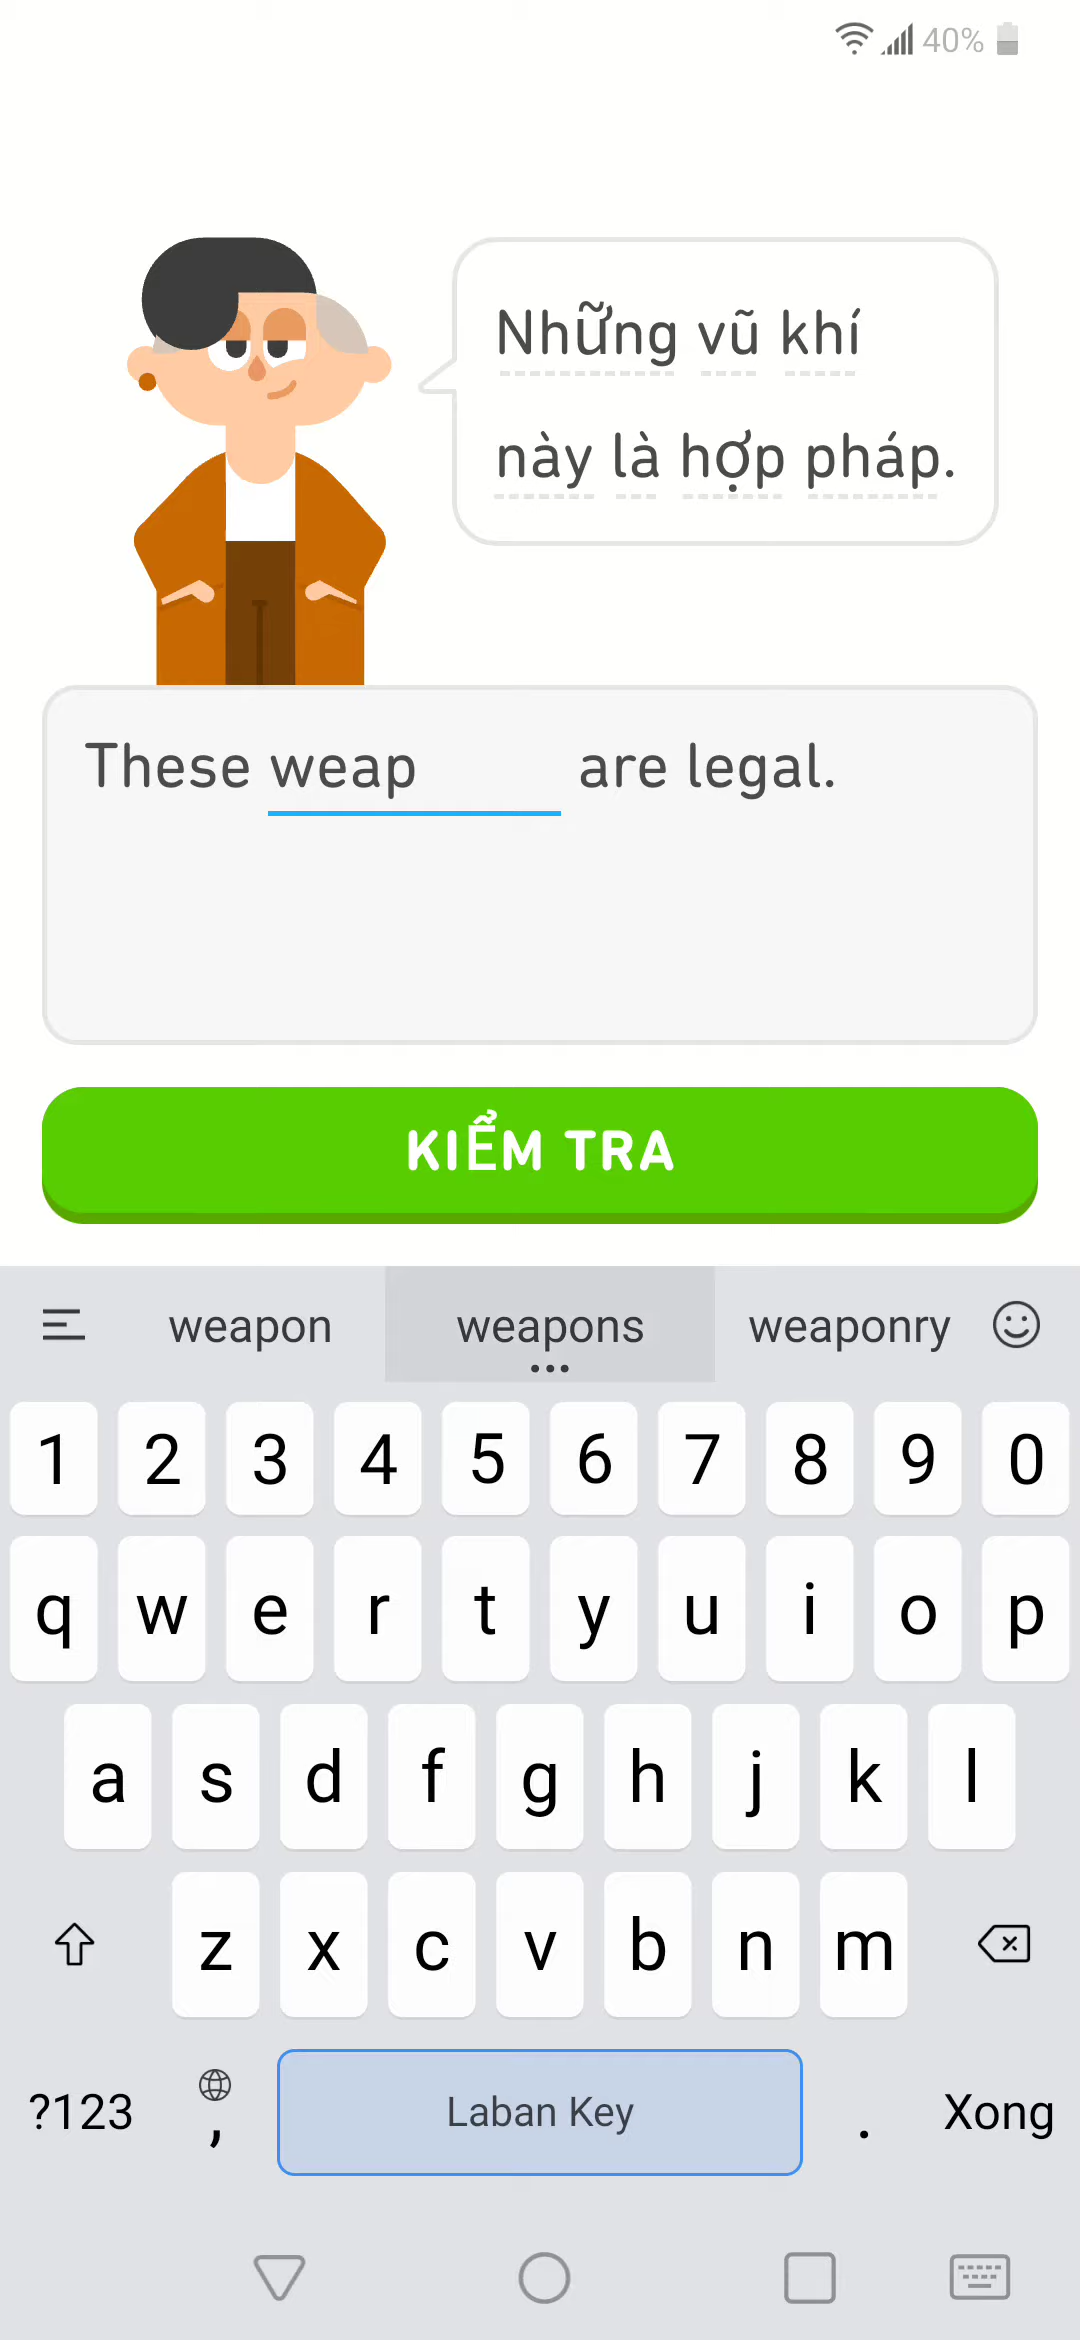 40%
Những vũ khí
này là hợp pháp.
These weap are legal.
KIỂM TRA
weapon weapons weaponry
1 2 3 4 5 6 7 8 9 0
q w e r t y u i o p
a s d f g h j k l
z x c v b n m
?123 , Laban Key . Xong